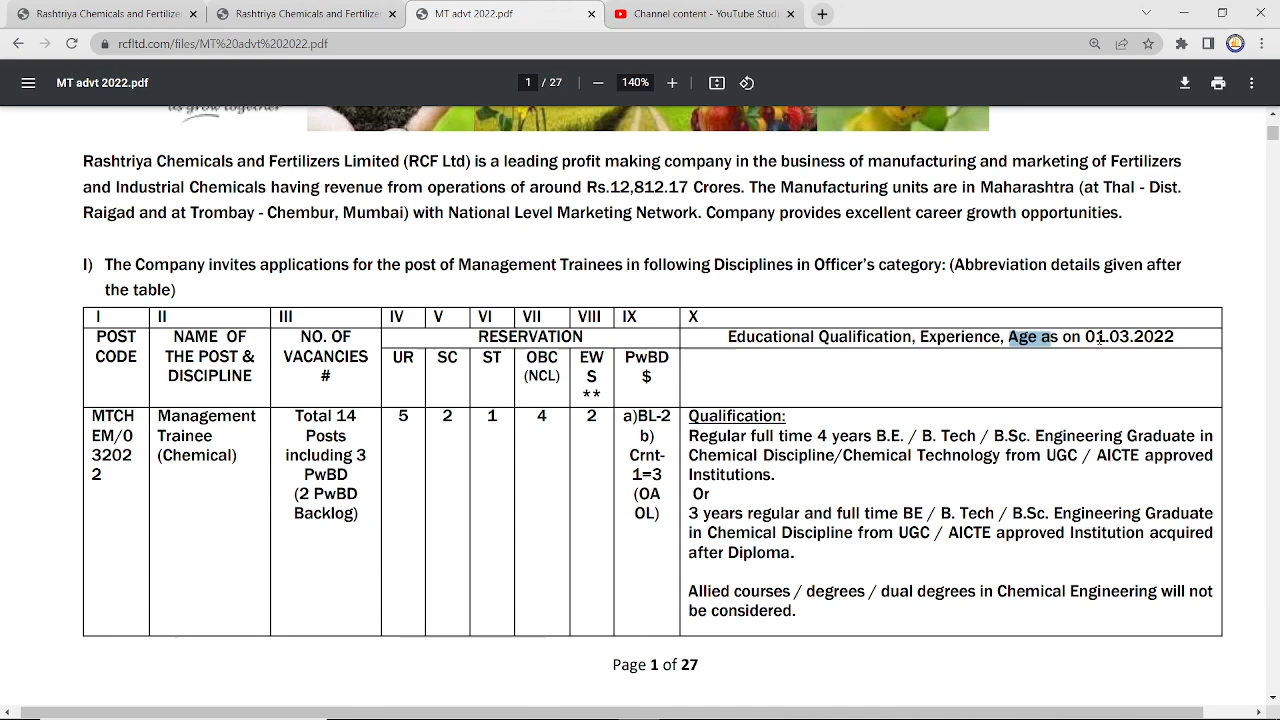 Rashtriya Chemicals and Fertilize
Rashtriya Chemicals and Fertilize
MT advt 2022.pdf
Channel content - YouTube Studi
rcfltd.com/files/MT%20advt%202022.pdf
MT advt 2022.pdf
1 / 27
140%
us grow together
Rashtriya Chemicals and Fertilizers Limited (RCF Ltd) is a leading profit making company in the business of manufacturing and marketing of Fertilizers
and Industrial Chemicals having revenue from operations of around Rs.12,812.17 Crores. The Manufacturing units are in Maharashtra (at Thal - Dist.
Raigad and at Trombay - Chembur, Mumbai) with National Level Marketing Network. Company provides excellent career growth opportunities.
I) The Company invites applications for the post of Management Trainees in following Disciplines in Officer's category: (Abbreviation details given after
the table)
I II III IV V VI VII VIII IX X
POST
CODE
NAME OF
THE POST &
DISCIPLINE
NO. OF
VACANCIES
#
RESERVATION
Educational Qualification, Experience, Age as on 01.03.2022
UR
SC
ST
OBC
(NCL)
EW
S
**
PwBD
$
MTCH
EM/0
3202
2
Management
Trainee
(Chemical)
Total 14
Posts
including 3
PwBD
(2 PwBD
Backlog)
5
2
1
4
2
a)BL-2
b)
Crnt-
1=3
(OA
OL)
Qualification:
Regular full time 4 years B.E. / B. Tech / B.Sc. Engineering Graduate in
Chemical Discipline/Chemical Technology from UGC / AICTE approved
Institutions.
Or
3 years regular and full time BE / B. Tech / B.Sc. Engineering Graduate
in Chemical Discipline from UGC / AICTE approved Institution acquired
after Diploma.
Allied courses / degrees / dual degrees in Chemical Engineering will not
be considered.
Page 1 of 27